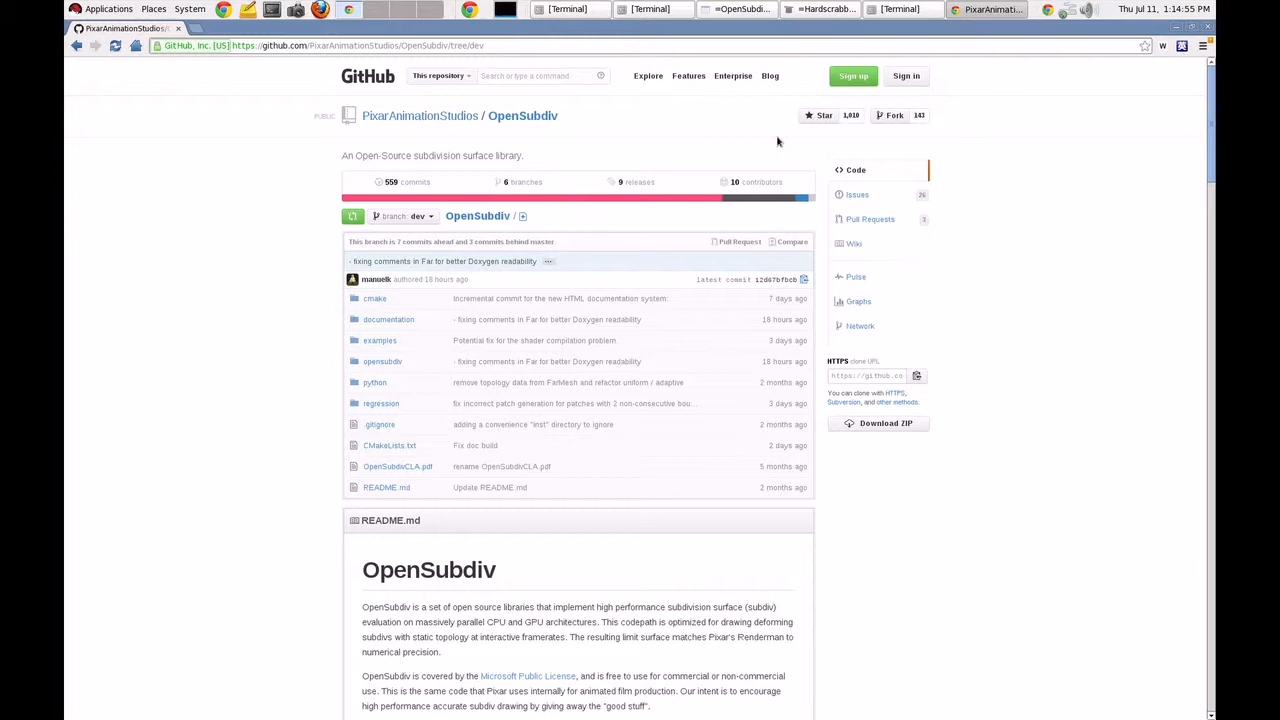 Applications Places System [Terminal] [Terminal] =OpenSubdi... =Hardscrabb... [Terminal] PixarAnimati... Thu Jul 11, 1:14:55 PM
PixarAnimationStudios/(
GitHub, Inc. [US] https://github.com/PixarAnimationStudios/OpenSubdiv/tree/dev
GitHub This repository Search or type a command Explore Features Enterprise Blog Sign up Sign in
PUBLIC PixarAnimationStudios / OpenSubdiv Star 1,010 Fork 143
An Open-Source subdivision surface library.
559 commits 6 branches 9 releases 10 contributors
branch: dev OpenSubdiv /
This branch is 7 commits ahead and 3 commits behind master Pull Request Compare
- fixing comments in Far for better Doxygen readability ...
manuelk authored 18 hours ago latest commit 12d67bfbcb
cmake Incremental commit for the new HTML documentation system: 7 days ago
documentation - fixing comments in Far for better Doxygen readability 18 hours ago
examples Potential fix for the shader compilation problem. 3 days ago
opensubdiv - fixing comments in Far for better Doxygen readability 18 hours ago
python remove topology data from FarMesh and refactor uniform / adaptive 2 months ago
regression fix incorrect patch generation for patches with 2 non-consecutive bou... 3 days ago
.gitignore adding a convenience "inst" directory to ignore 2 months ago
CMakeLists.txt Fix doc build 2 days ago
OpenSubdivCLA.pdf rename OpenSubdivCLA.pdf 5 months ago
README.md Update README.md 2 months ago
Code
Issues 26
Pull Requests 3
Wiki
Pulse
Graphs
Network
HTTPS clone URL
https://github.co
You can clone with HTTPS,
Subversion, and other methods.
Download ZIP
README.md
OpenSubdiv
OpenSubdiv is a set of open source libraries that implement high performance subdivision surface (subdiv)
evaluation on massively parallel CPU and GPU architectures. This codepath is optimized for drawing deforming
subdivs with static topology at interactive framerates. The resulting limit surface matches Pixar's Renderman to
numerical precision.
OpenSubdiv is covered by the Microsoft Public License, and is free to use for commercial or non-commercial
use. This is the same code that Pixar uses internally for animated film production. Our intent is to encourage
high performance accurate subdiv drawing by giving away the "good stuff".